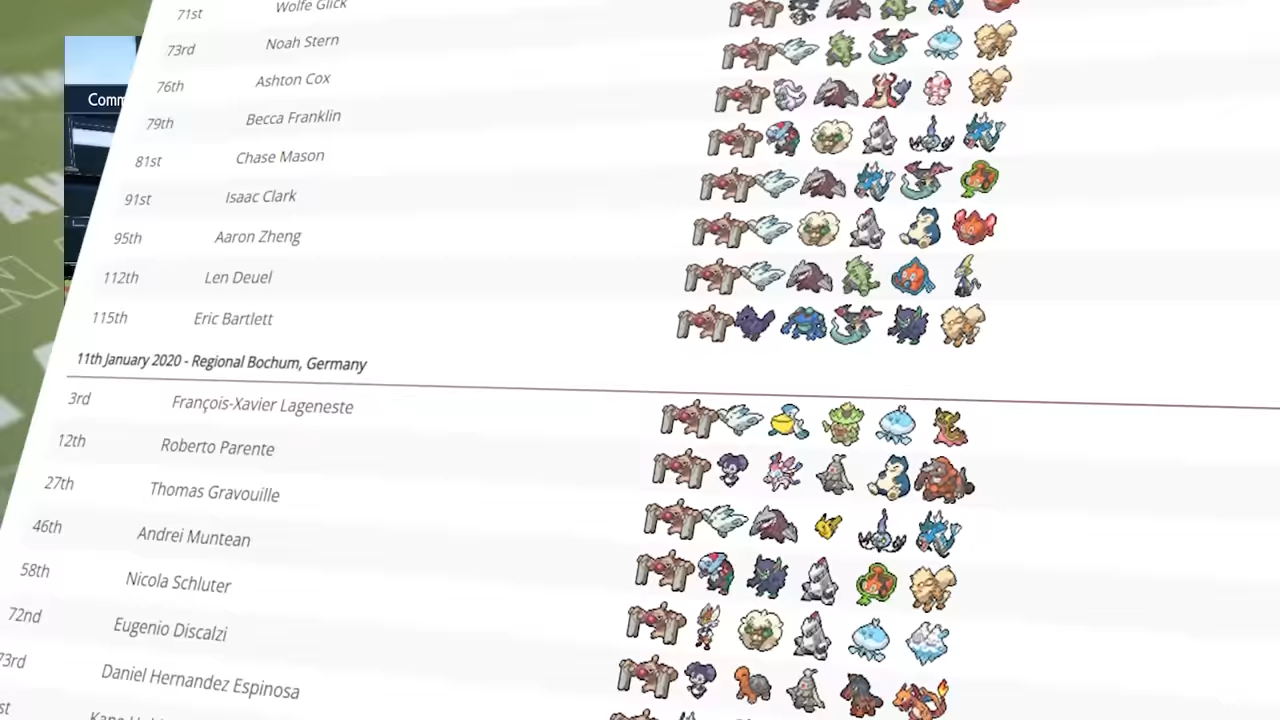 71st Wolfe Glick
73rd Noah Stern
76th Ashton Cox
79th Becca Franklin
81st Chase Mason
91st Isaac Clark
95th Aaron Zheng
112th Len Deuel
115th Eric Bartlett
11th January 2020 - Regional Bochum, Germany
3rd François-Xavier Lageneste
12th Roberto Parente
27th Thomas Gravouille
46th Andrei Muntean
58th Nicola Schluter
72nd Eugenio Discalzi
73rd Daniel Hernandez Espinosa
Comm